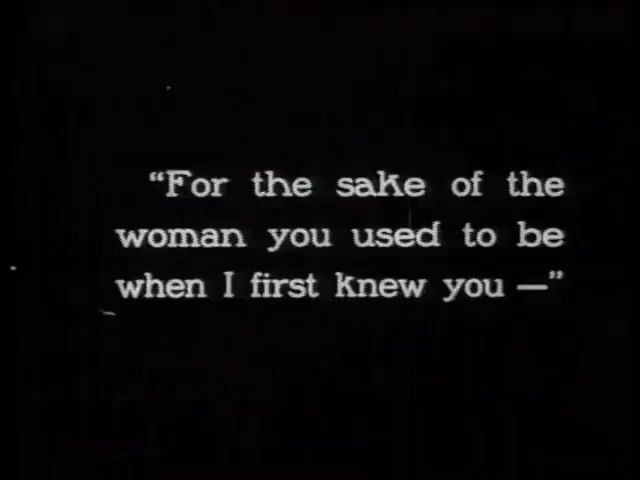 “For the sake of the
woman you used to be
when I first knew you —”